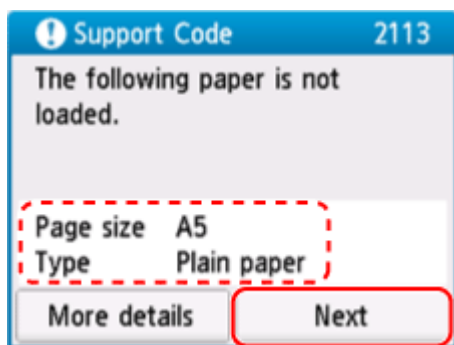 Support Code 2113
The following paper is not
loaded.
Page size A5
Type Plain paper
More details Next